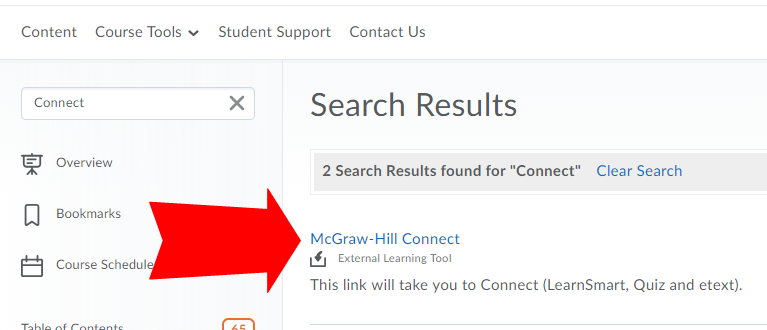 Content Course Tools Student Support Contact Us
Connect
Search Results
2 Search Results found for "Connect" Clear Search
Overview
Bookmarks
Course Schedule
McGraw-Hill Connect
External Learning Tool
This link will take you to Connect (LearnSmart, Quiz and etext).
Table of Contents 65